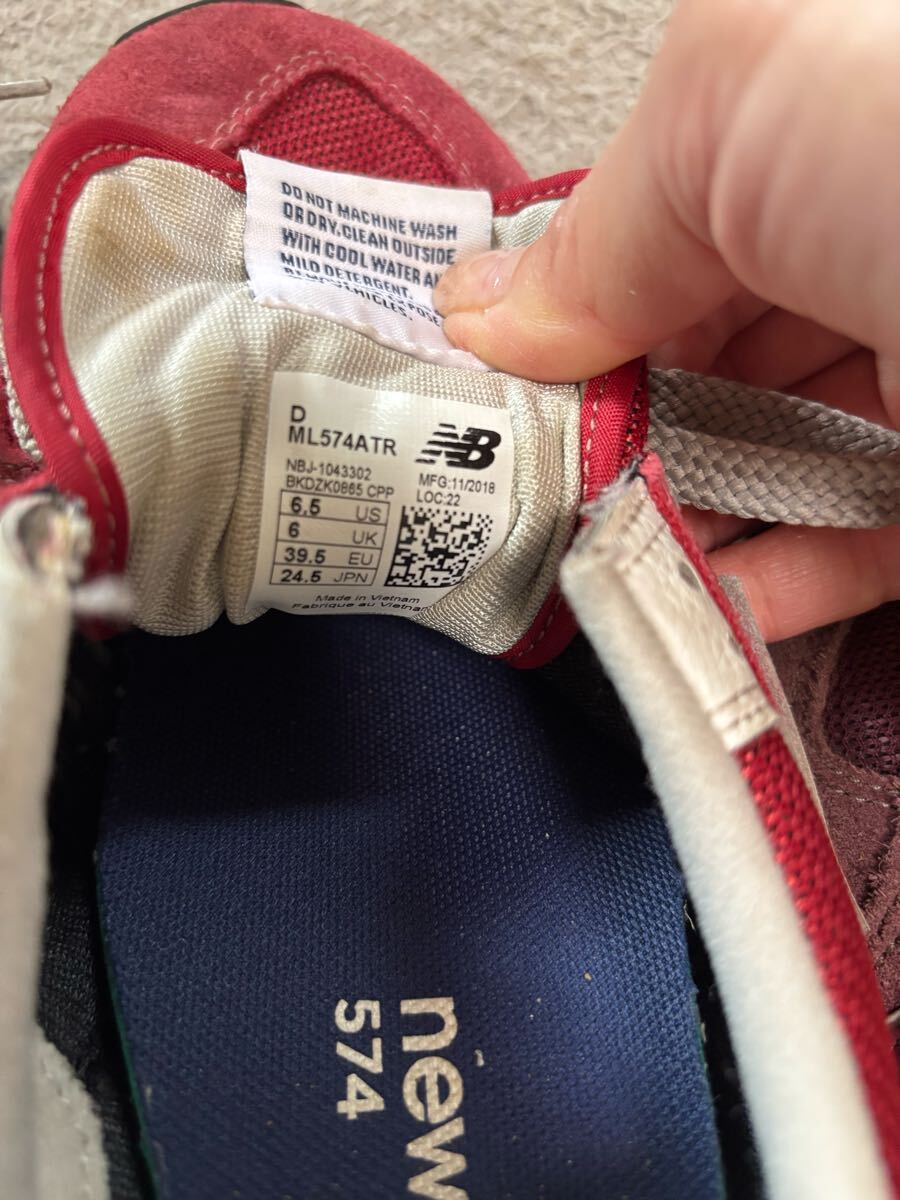 DO NOT MACHINE WASH
OR DRY. CLEAN OUTSIDE
WITH COOL WATER
MILD DETERGENT.
EXPOSE
D
ML574ATR
NB
NBJ-1043302
BKDZK0865 CPP
MFG:11/2018
LOC:22
6.5 US
6 UK
39.5 EU
24.5 JPN
Made in Vietnam
Fabrique au Vietnam
new
574